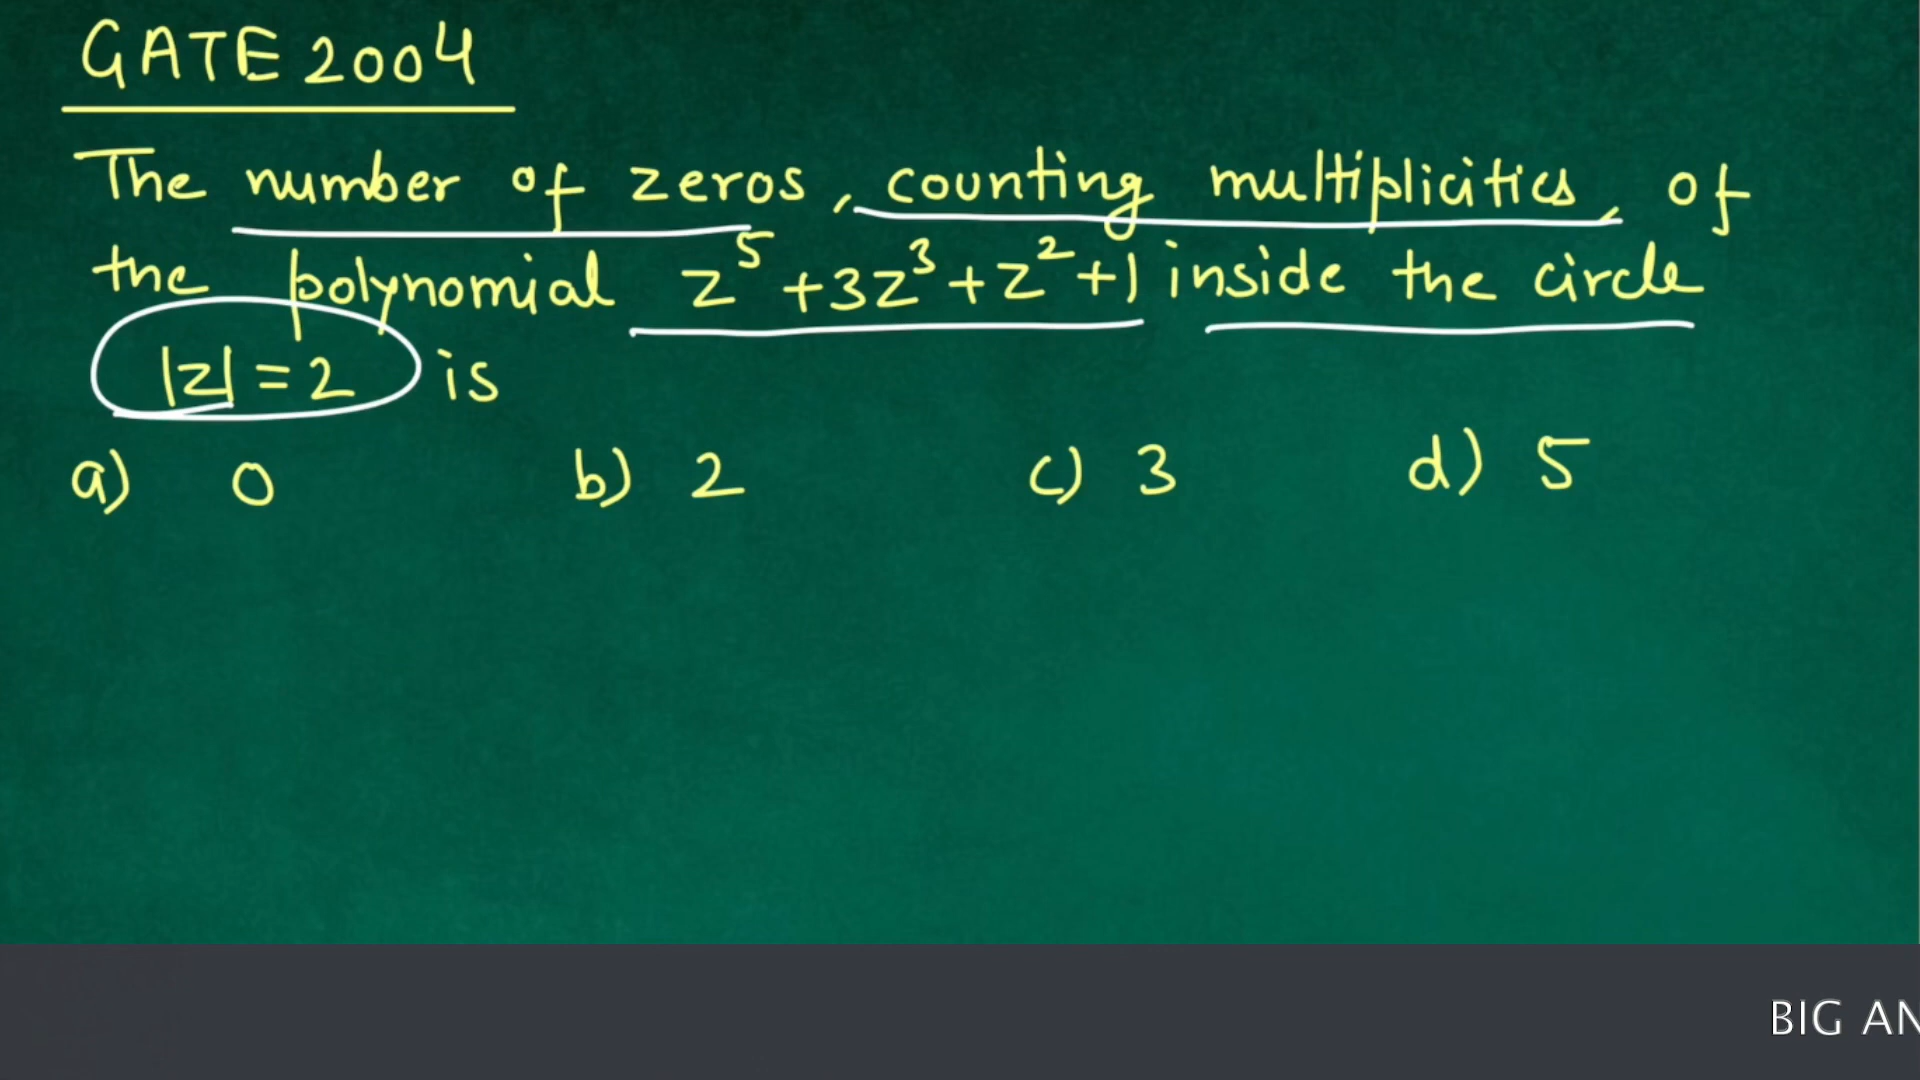 GATE 2004
The number of zeros, counting multiplicities, of
the polynomial z⁵+3z³+z²+1 inside the circle
|z| = 2 is
a) 0 b) 2 c) 3 d) 5
BIG AN